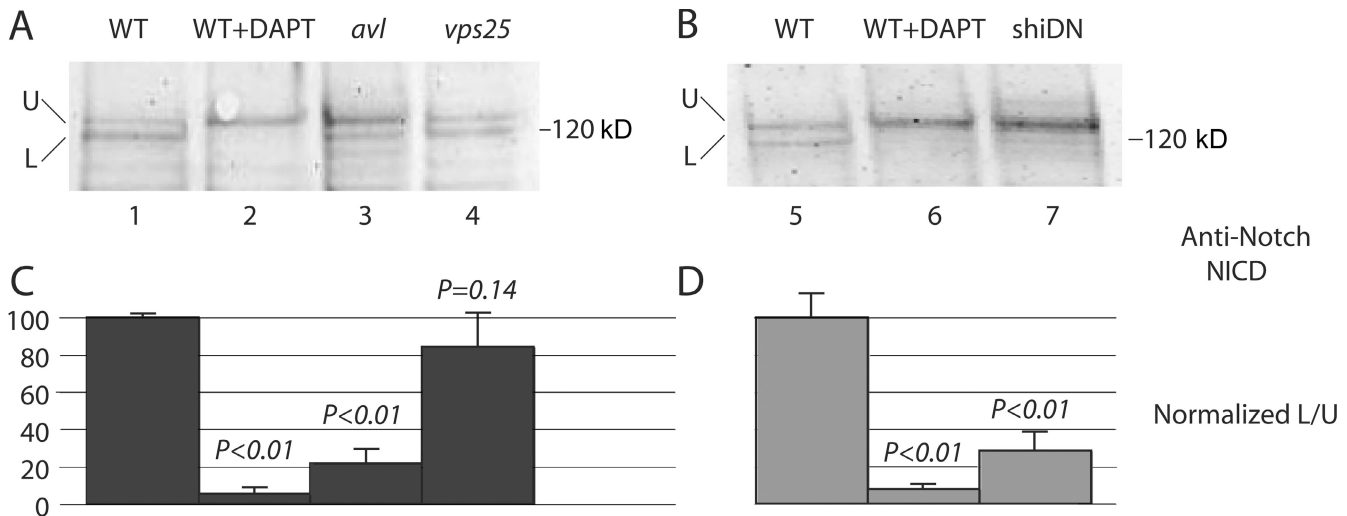 A WT WT+DAPT avl vps25
U
L
–120 kD
1 2 3 4
B WT WT+DAPT shiDN
U
L
–120 kD
5 6 7
Anti-Notch
NICD
C
100
80
60
40
20
0
P<0.01
P<0.01
P=0.14
D
P<0.01
P<0.01
Normalized L/U